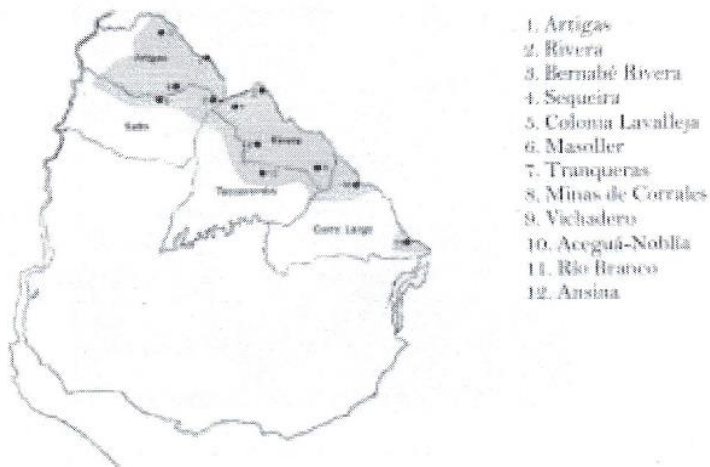 Artigas
Salto
Rivera
Tacuarembó
Cerro Largo
1. Artigas
2. Rivera
3. Bernabé Rivera
4. Sequeira
5. Colonia Lavalleja
6. Masoller
7. Tranqueras
8. Minas de Corrales
9. Vichadero
10. Aceguá-Noblía
11. Río Branco
12. Ansina